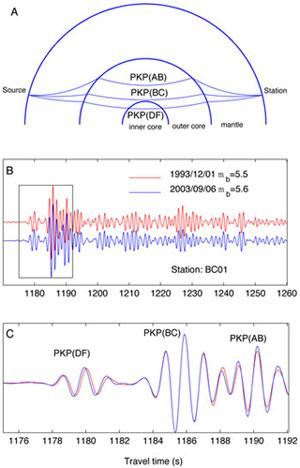 A
PKP(AB)
Source
Station
PKP(BC)
PKP(DF)
inner core outer core mantle
B
1993/12/01 mb=5.5
2003/09/06 mb=5.6
Station: BC01
1180 1190 1200 1210 1220 1230 1240 1250 1260
C
PKP(BC)
PKP(AB)
PKP(DF)
1176 1178 1180 1182 1184 1186 1188 1190 1192
Travel time (s)